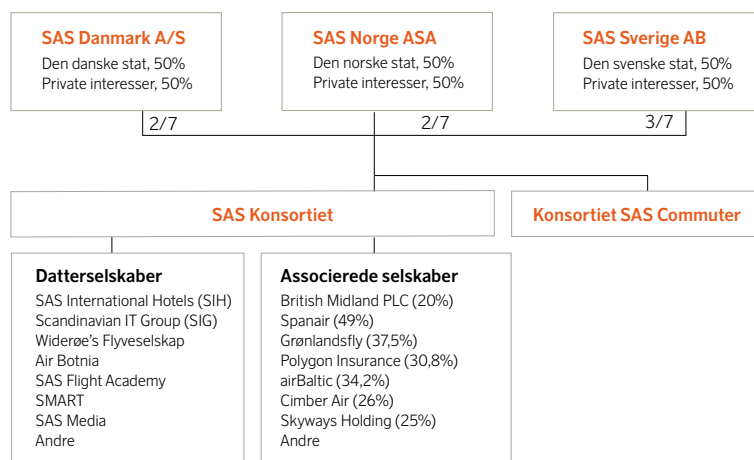 SAS Danmark A/S
Den danske stat, 50%
Private interesser, 50%
SAS Norge ASA
Den norske stat, 50%
Private interesser, 50%
SAS Sverige AB
Den svenske stat, 50%
Private interesser, 50%
2/7
2/7
3/7
SAS Konsortiet
Konsortiet SAS Commuter
Datterselskaber
SAS International Hotels (SIH)
Scandinavian IT Group (SIG)
Widerøe's Flyveselskap
Air Botnia
SAS Flight Academy
SMART
SAS Media
Andre
Associerede selskaber
British Midland PLC (20%)
Spanair (49%)
Grønlandsfly (37,5%)
Polygon Insurance (30,8%)
airBaltic (34,2%)
Cimber Air (26%)
Skyways Holding (25%)
Andre